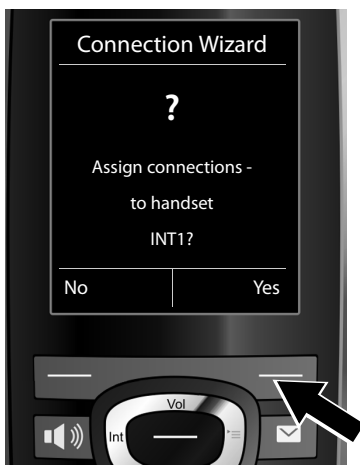 Connection Wizard
?
Assign connections -
to handset
INT1?
No Yes
Vol
Int